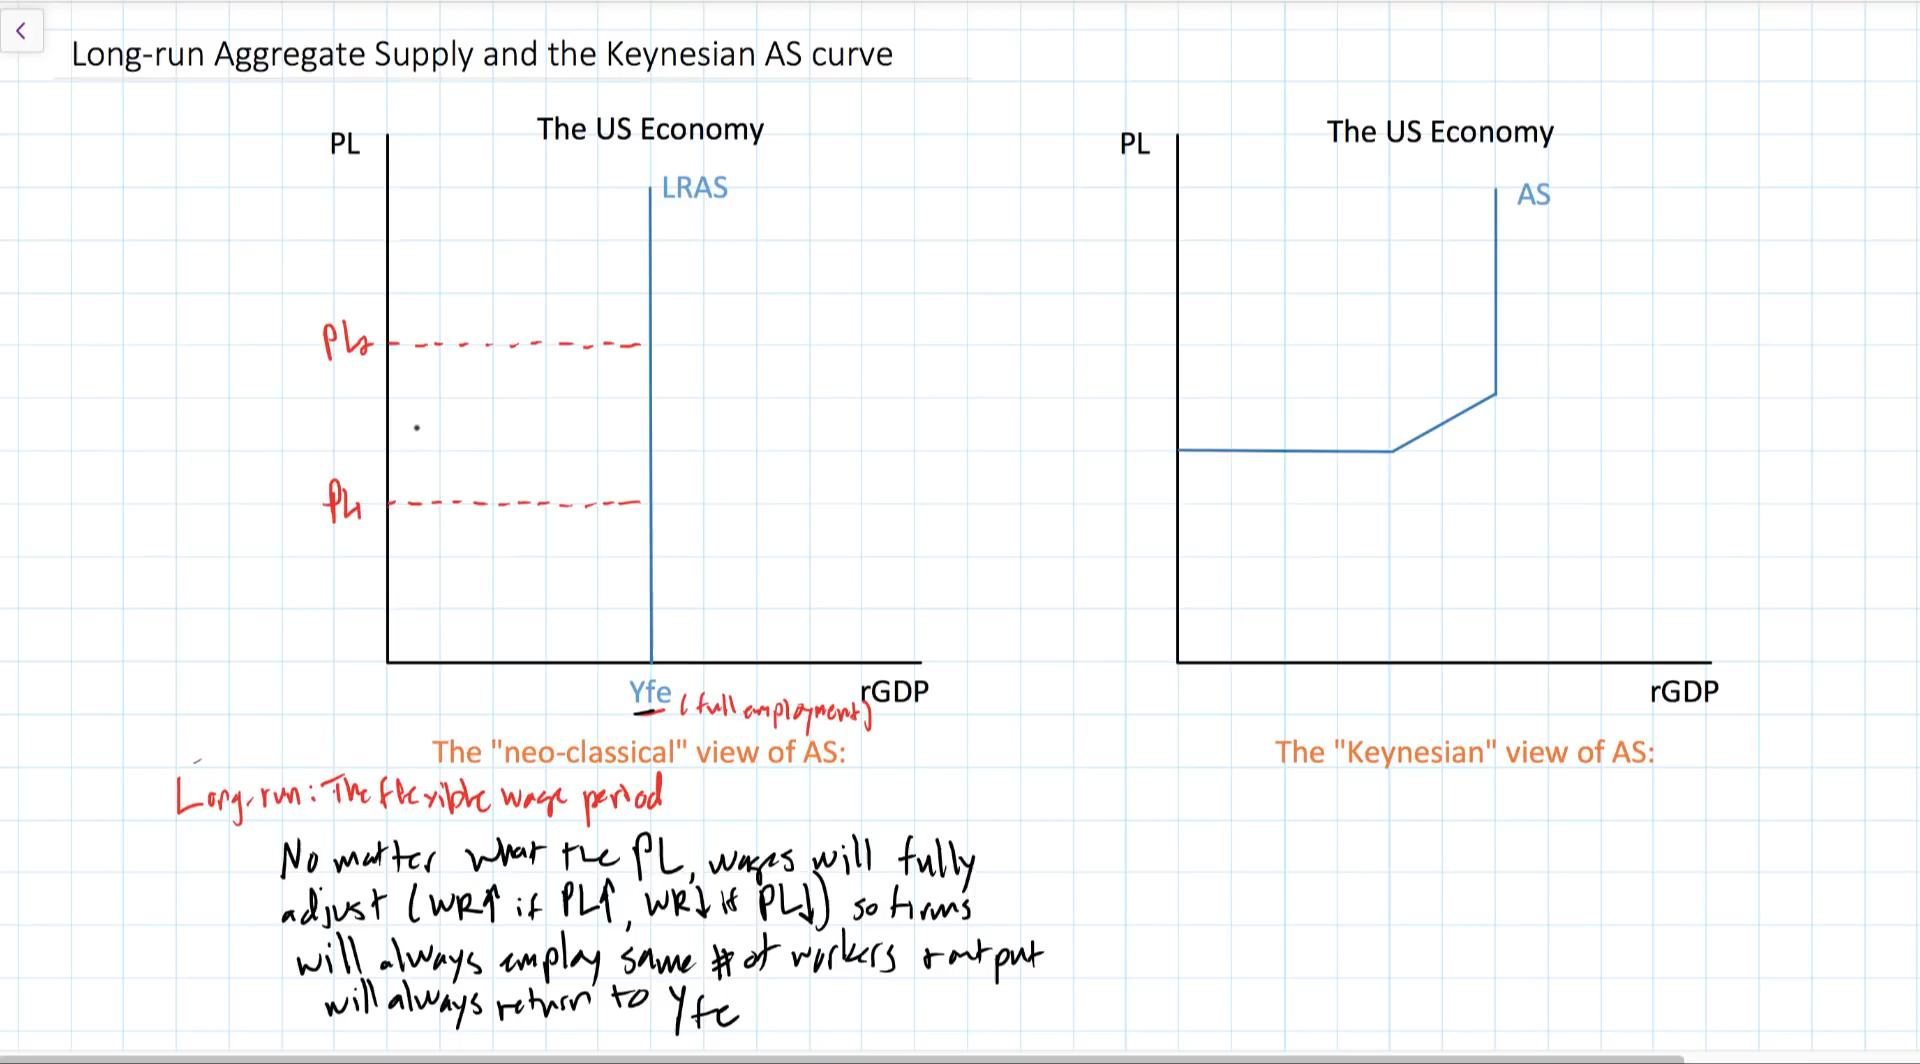 Long-run Aggregate Supply and the Keynesian AS curve
The US Economy
PL
LRAS
PL2
PL1
Yfe (full employment)
rGDP
The "neo-classical" view of AS:
Long-run: The flexible wage period
No matter what the PL, wages will fully
adjust (WR↑ if PL↑, WR↓ if PL↓) so firms
will always employ same # of workers + output
will always return to Yfe
The US Economy
PL
AS
rGDP
The "Keynesian" view of AS: